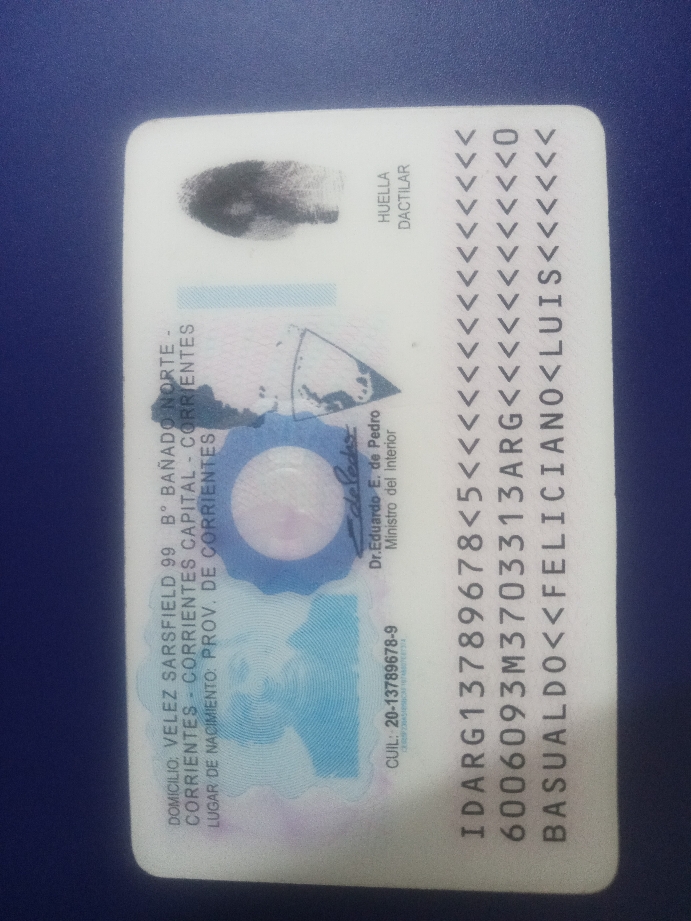 DOMICILIO: VELEZ SARSFIELD 99 B° BAÑADO NORTE -
CORRIENTES - CORRIENTES CAPITAL - CORRIENTES
LUGAR DE NACIMIENTO: PROV. DE CORRIENTES
Dr. Eduardo E. de Pedro
Ministro del Interior
CUIL: 20-13789678-9
HUELLA
DACTILAR
IDARG13789678<5<<<<<<<<<<<<<<<
6006093M3703313ARG<<<<<<<<<<<0
BASUALDO<<FELICIANO<LUIS<<<<<<